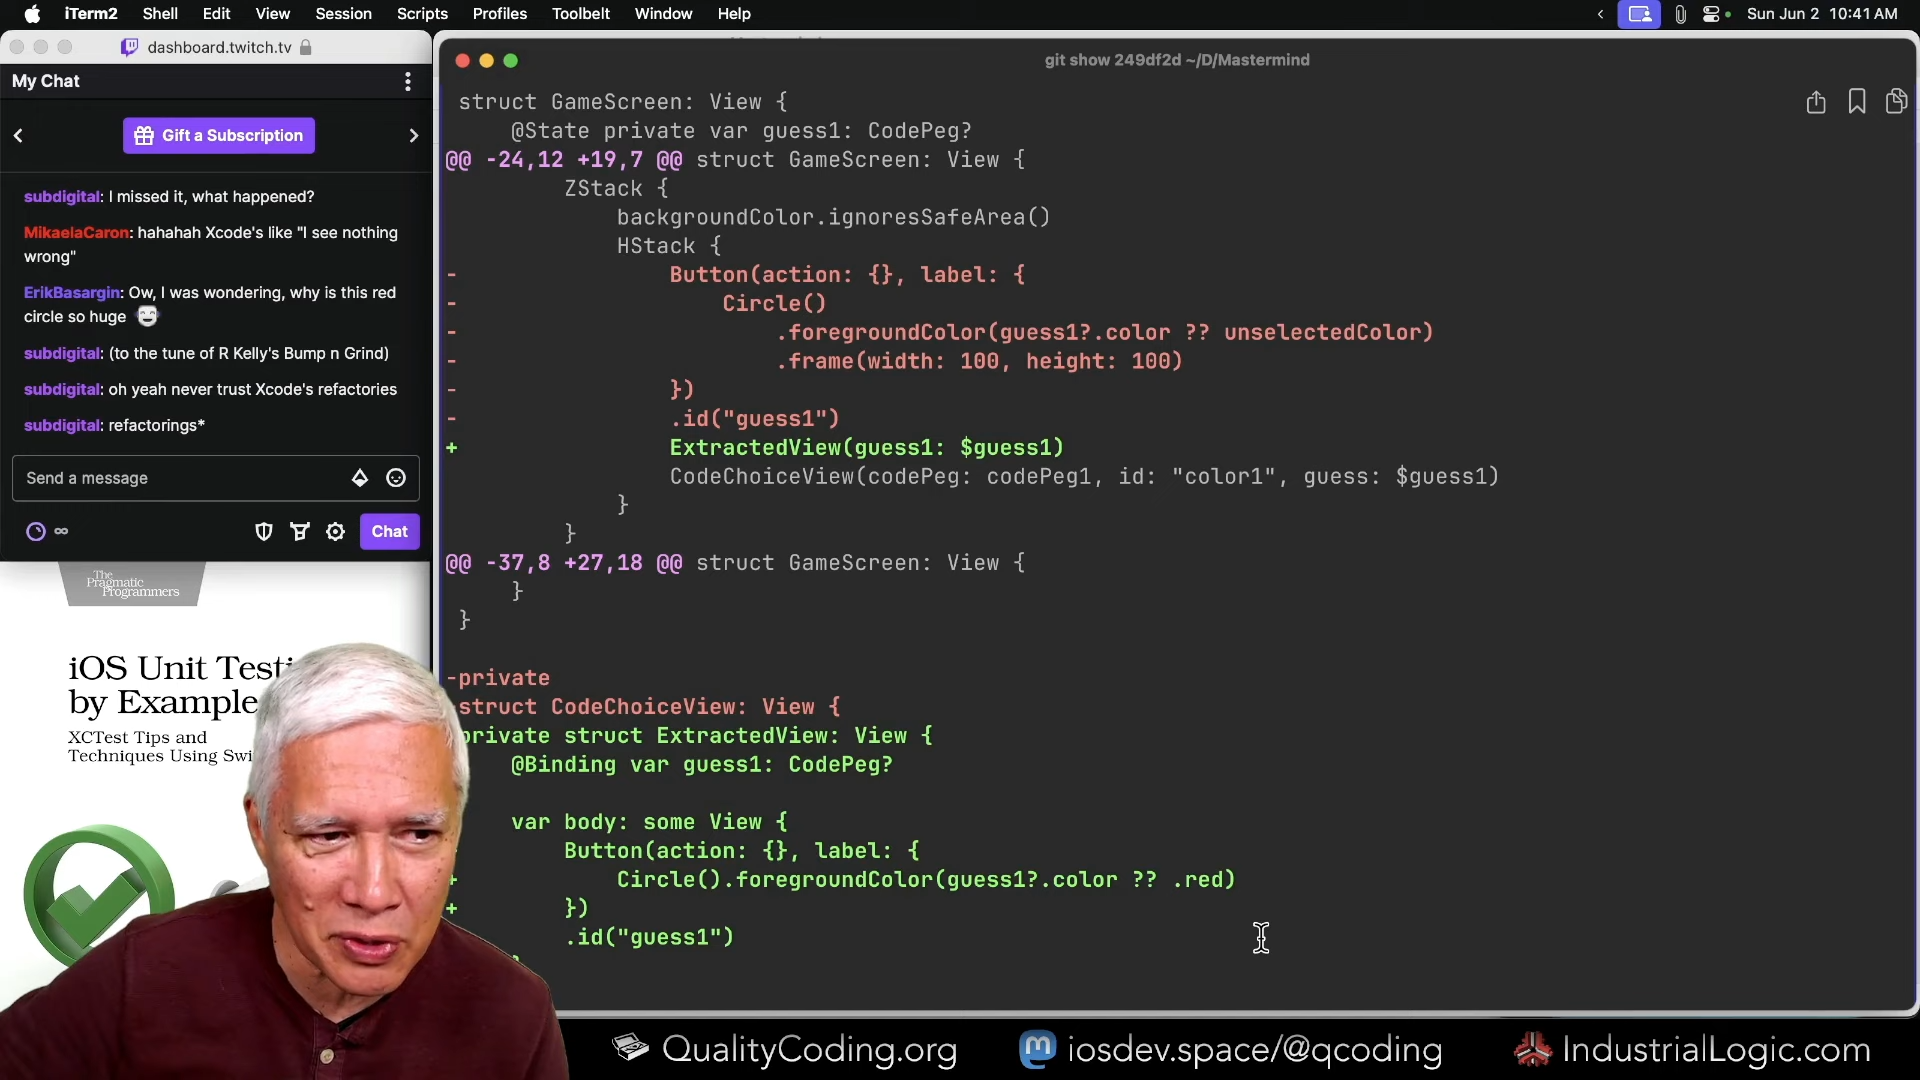 iTerm2 Shell Edit View Session Scripts Profiles Toolbelt Window Help
Sun Jun 2 10:41 AM
dashboard.twitch.tv
My Chat
Gift a Subscription
subdigital: I missed it, what happened?
MikaelaCaron: hahahah Xcode's like "I see nothing
wrong"
ErikBasargin: Ow, I was wondering, why is this red
circle so huge
subdigital: (to the tune of R Kelly's Bump n Grind)
subdigital: oh yeah never trust Xcode's refactories
subdigital: refactorings*
Send a message
∞
Chat
The
Pragmatic
Programmers
iOS Unit Testi
by Example
XCTest Tips and
Techniques Using Swi
git show 249df2d ~/D/Mastermind
struct GameScreen: View {
@State private var guess1: CodePeg?
@@ -24,12 +19,7 @@ struct GameScreen: View {
ZStack {
backgroundColor.ignoresSafeArea()
HStack {
- Button(action: {}, label: {
- Circle()
- .foregroundColor(guess1?.color ?? unselectedColor)
- .frame(width: 100, height: 100)
- })
- .id("guess1")
+ ExtractedView(guess1: $guess1)
CodeChoiceView(codePeg: codePeg1, id: "color1", guess: $guess1)
}
}
@@ -37,8 +27,18 @@ struct GameScreen: View {
}
}
-private
struct CodeChoiceView: View {
private struct ExtractedView: View {
@Binding var guess1: CodePeg?
var body: some View {
Button(action: {}, label: {
+ Circle().foregroundColor(guess1?.color ?? .red)
+ })
.id("guess1")
QualityCoding.org
iosdev.space/@qcoding
IndustrialLogic.com